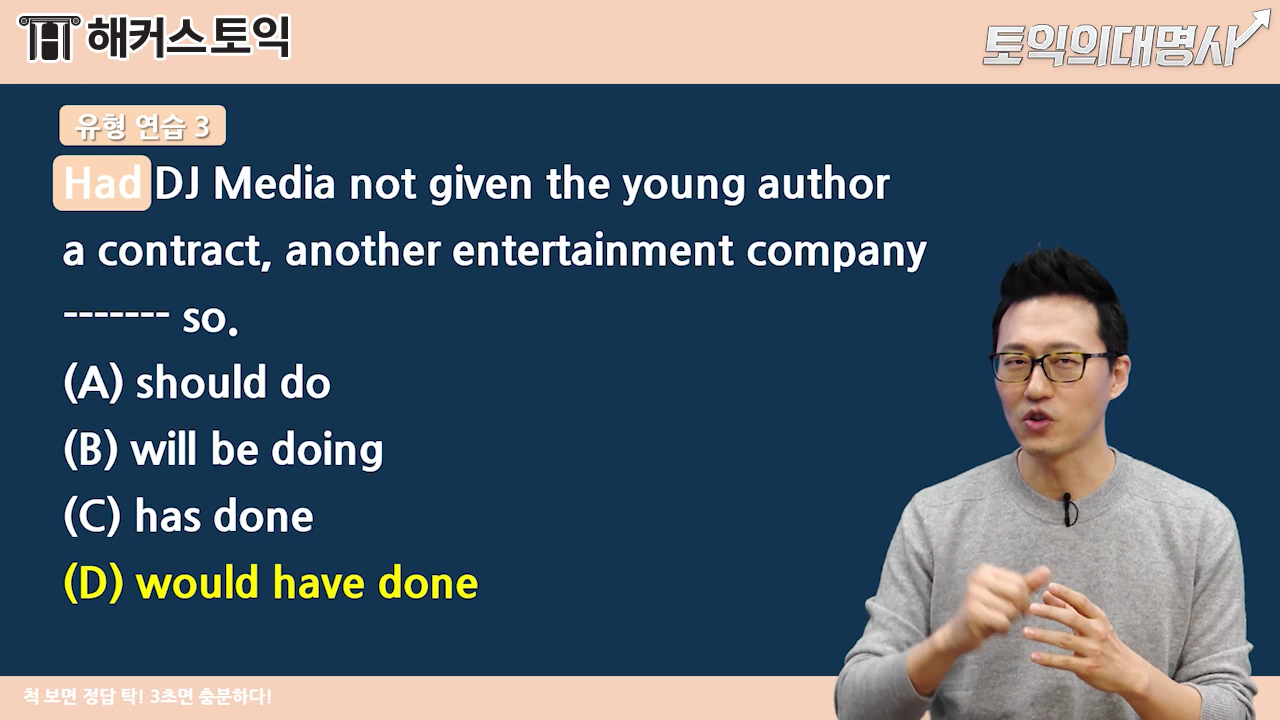 해커스 토익
토익의대명사
유형 연습 3
Had DJ Media not given the young author
a contract, another entertainment company
------- so.
(A) should do
(B) will be doing
(C) has done
(D) would have done
척 보면 정답 탁! 3초면 충분하다!